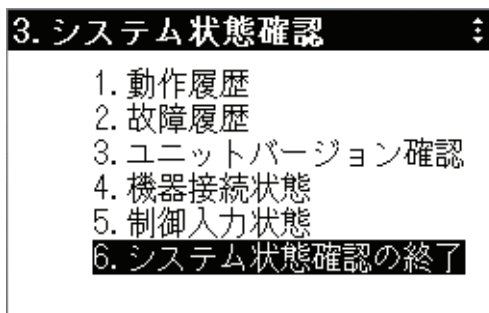 3.システム状態確認
1.動作履歴
2.故障履歴
3.ユニットバージョン確認
4.機器接続状態
5.制御入力状態
6.システム状態確認の終了